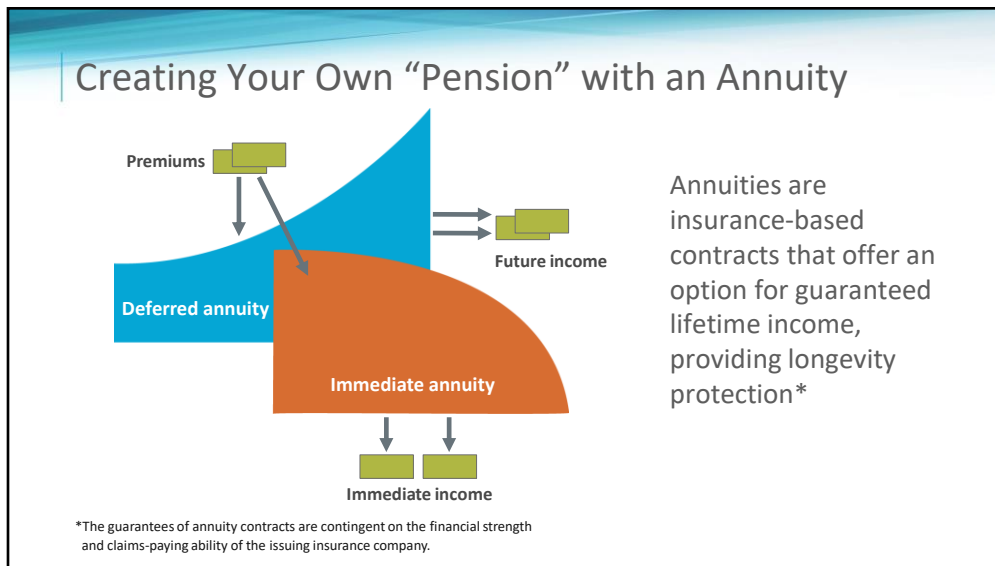 Creating Your Own “Pension” with an Annuity
Premiums
Deferred annuity
Future income
Immediate annuity
Immediate income
Annuities are
insurance-based
contracts that offer an
option for guaranteed
lifetime income,
providing longevity
protection*
*The guarantees of annuity contracts are contingent on the financial strength
and claims-paying ability of the issuing insurance company.